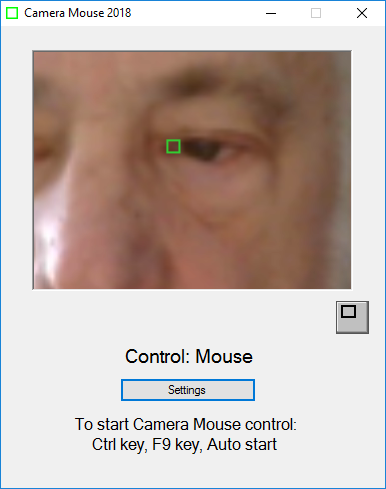 Camera Mouse 2018
Control: Mouse
Settings
To start Camera Mouse control:
Ctrl key, F9 key, Auto start